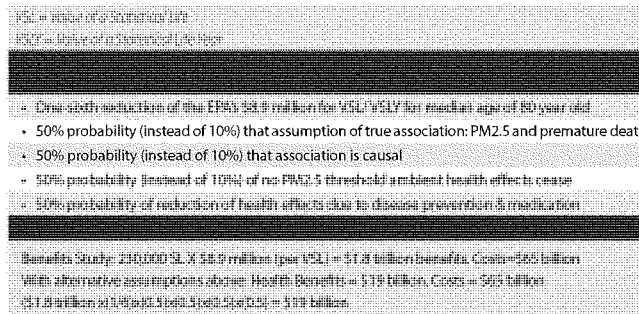 VSL = Value of a Statistical Life
VSLY = Value of a Statistical Life Year
• One-sixth reduction of the EPA's $8.9 million for VSL/ VSLY for median age of 80 year old
• 50% probability (instead of 10%) that assumption of true association: PM2.5 and premature deat
• 50% probability (instead of 10%) that association is causal
• 50% probability (instead of 10%) of no PM2.5 threshold ambient health effects cease
• 50% probability of reduction of health effects due to disease prevention & medication
Benefits Study: 230,000 SL X $8.9 million (per VSL) = $1.8 trillion benefits. Costs=$65 billion
With alternative assumptions above: Health Benefits = $19 billion. Costs = $65 billion
($1.8 trillion x(1/6)x(0.5)x(0.5)x(0.5)x(0.5) = $19 billion